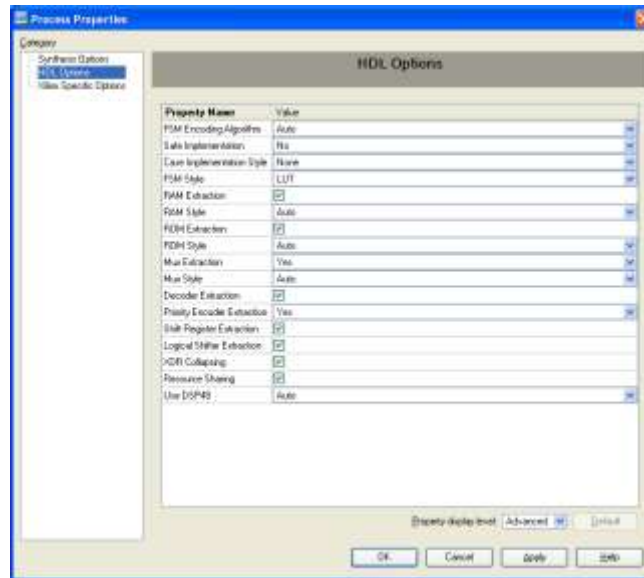 Process Properties
Category
Synthesis Options
HDL Options
Xilinx Specific Options
HDL Options
Property Name Value
FSM Encoding Algorithm Auto
Safe Implementation No
Case Implementation Style None
FSM Style LUT
RAM Extraction
RAM Style Auto
ROM Extraction
ROM Style Auto
Mux Extraction Yes
Mux Style Auto
Decoder Extraction
Priority Encoder Extraction Yes
Shift Register Extraction
Logical Shifter Extraction
XOR Collapsing
Resource Sharing
Use DSP48 Auto
Property display level: Advanced Default
OK Cancel Apply Help